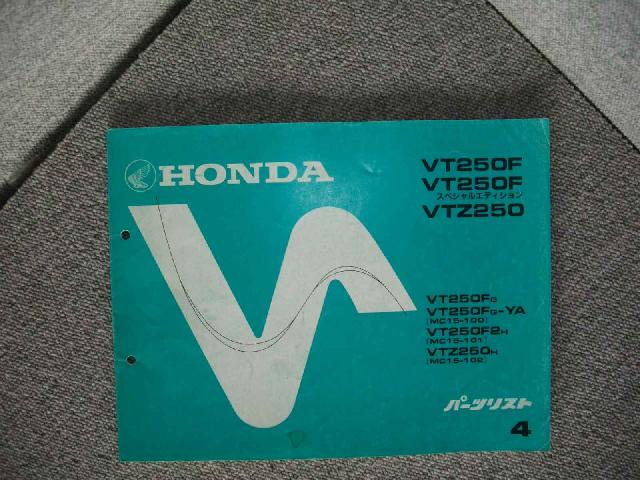 HONDA
VT250F
VT250F
スペシャルエディション
VTZ250
VT250FG
VT250FG-YA
(MC15-100)
VT250F2H
(MC15-101)
VTZ250H
(MC15-102)
パーツリスト
4